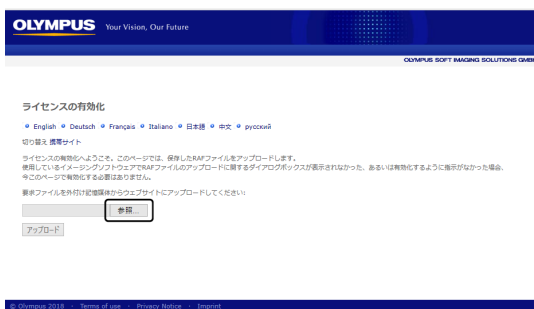 OLYMPUS Your Vision, Our Future
OLYMPUS SOFT IMAGING SOLUTIONS GMBH
ライセンスの有効化
English Deutsch Français Italiano 日本語 中文 русский
切り替え 携帯サイト
ライセンスの有効化へようこそ。このページでは、保存したRAFファイルをアップロードします。
使用しているイメージングソフトウェアでRAFファイルのアップロードに関するダイアログボックスが表示されなかった、あるいは有効化するように指示がなかった場合、
今このページで有効化する必要はありません。
要求ファイルを外付け記憶媒体からウェブサイトにアップロードしてください:
参照...
アップロード
© Olympus 2018 · Terms of use · Privacy Notice · Imprint